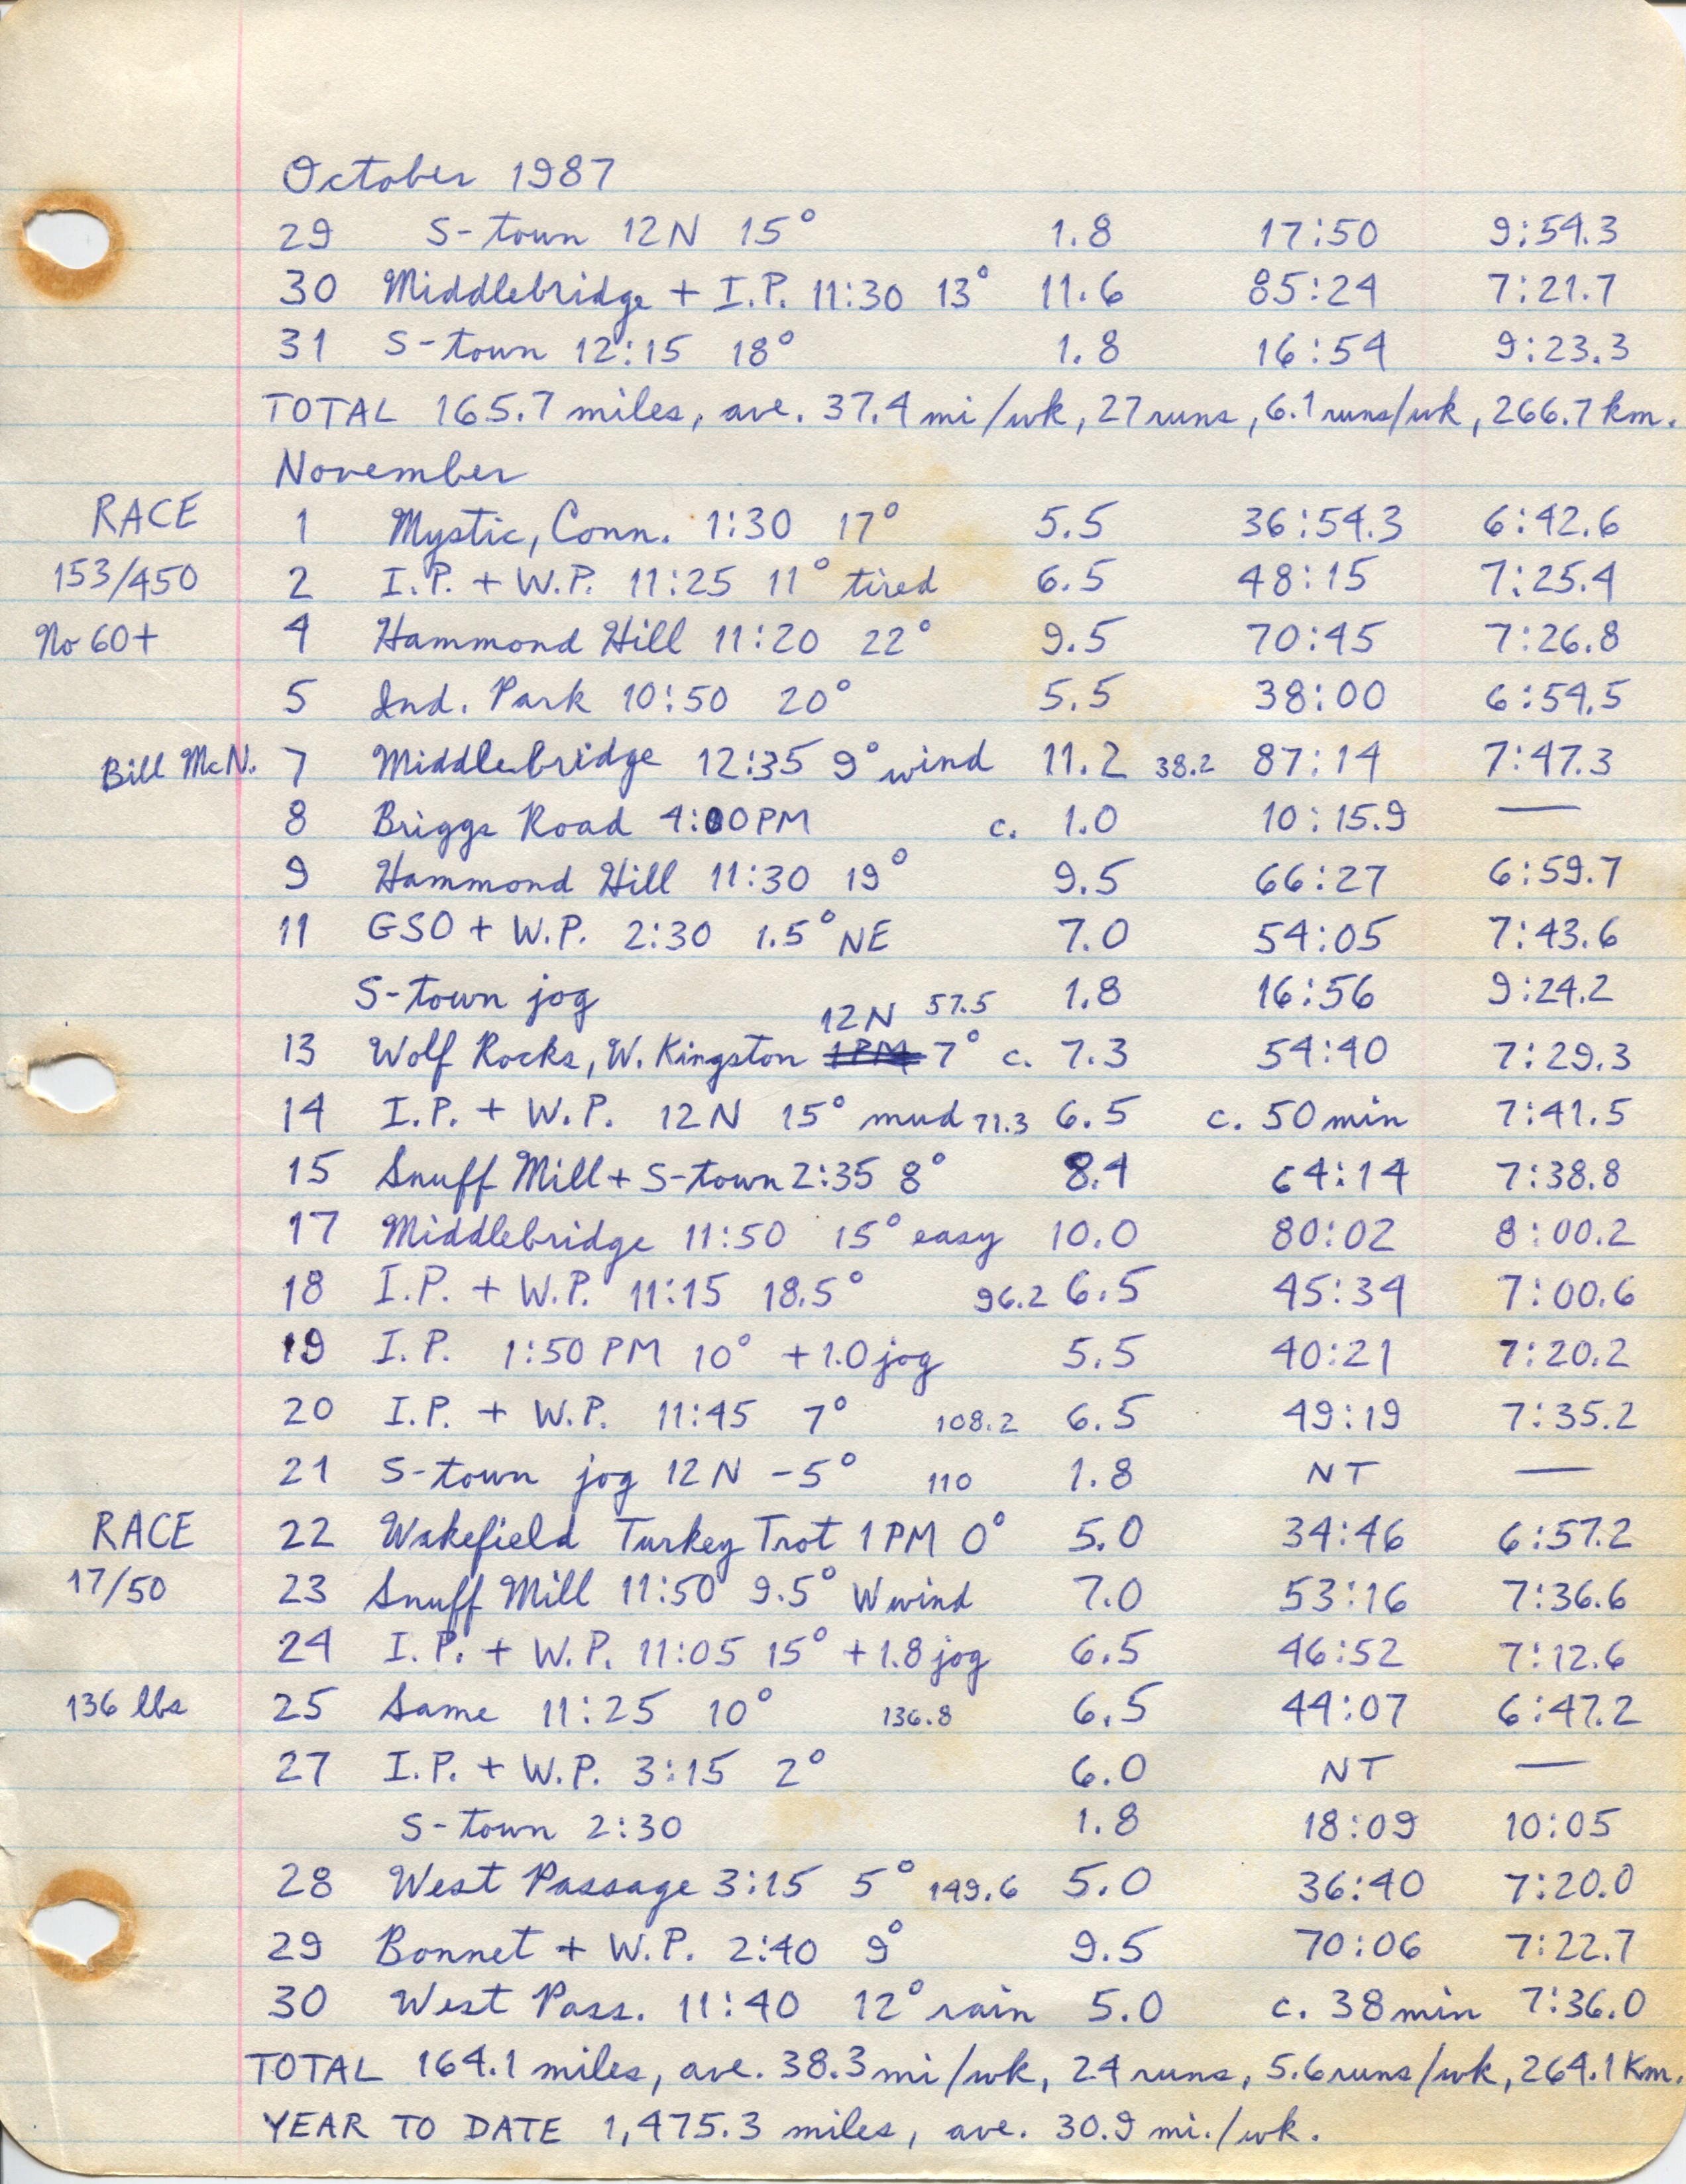 October 1987
29 S-town 12N 15° 1.8 17:50 9:54.3
30 Middlebridge + I.P. 11:30 13° 11.6 85:24 7:21.7
31 S-town 12:15 18° 1.8 16:54 9:23.3
TOTAL 165.7 miles, ave. 37.4 mi/wk, 27 runs, 6.1 runs/wk, 266.7 km.
November
RACE 1 Mystic, Conn. 1:30 17° 5.5 36:54.3 6:42.6
153/450 2 I.P. + W.P. 11:25 11° tired 6.5 48:15 7:25.4
No 60+ 4 Hammond Hill 11:20 22° 9.5 70:45 7:26.8
5 Ind. Park 10:50 20° 5.5 38:00 6:54.5
Bill McN. 7 Middlebridge 12:35 9° wind 11.2 38.2 87:14 7:47.3
8 Briggs Road 4:00 PM c. 1.0 10:15.9 —
9 Hammond Hill 11:30 19° 9.5 66:27 6:59.7
11 GSO + W.P. 2:30 1.5° NE 7.0 54:05 7:43.6
S-town jog 1.8 16:56 9:24.2
12N 57.5
13 Wolf Rocks, W. Kingston 1PM 7° c. 7.3 54:40 7:29.3
14 I.P. + W.P. 12N 15° mud 71.3 6.5 c. 50 min 7:41.5
15 Snuff Mill + S-town 2:35 8° 8.4 64:14 7:38.8
17 Middlebridge 11:50 15° easy 10.0 80:02 8:00.2
18 I.P. + W.P. 11:15 18.5° 96.2 6.5 45:34 7:00.6
19 I.P. 1:50 PM 10° + 1.0 jog 5.5 40:21 7:20.2
20 I.P. + W.P. 11:45 7° 108.2 6.5 49:19 7:35.2
21 S-town jog 12N -5° 110 1.8 NT —
RACE 22 Wakefield Turkey Trot 1 PM 0° 5.0 34:46 6:57.2
17/50 23 Snuff Mill 11:50 9.5° W wind 7.0 53:16 7:36.6
24 I.P. + W.P. 11:05 15° + 1.8 jog 6.5 46:52 7:12.6
136 lbs 25 Same 11:25 10° 136.8 6.5 44:07 6:47.2
27 I.P. + W.P. 3:15 2° 6.0 NT —
S-town 2:30 1.8 18:09 10:05
28 West Passage 3:15 5° 149.6 5.0 36:40 7:20.0
29 Bonnet + W.P. 2:40 9° 9.5 70:06 7:22.7
30 West Pass. 11:40 12° rain 5.0 c. 38 min 7:36.0
TOTAL 164.1 miles, ave. 38.3 mi/wk, 24 runs, 5.6 runs/wk, 264.1 Km.
YEAR TO DATE 1,475.3 miles, ave. 30.9 mi./wk.